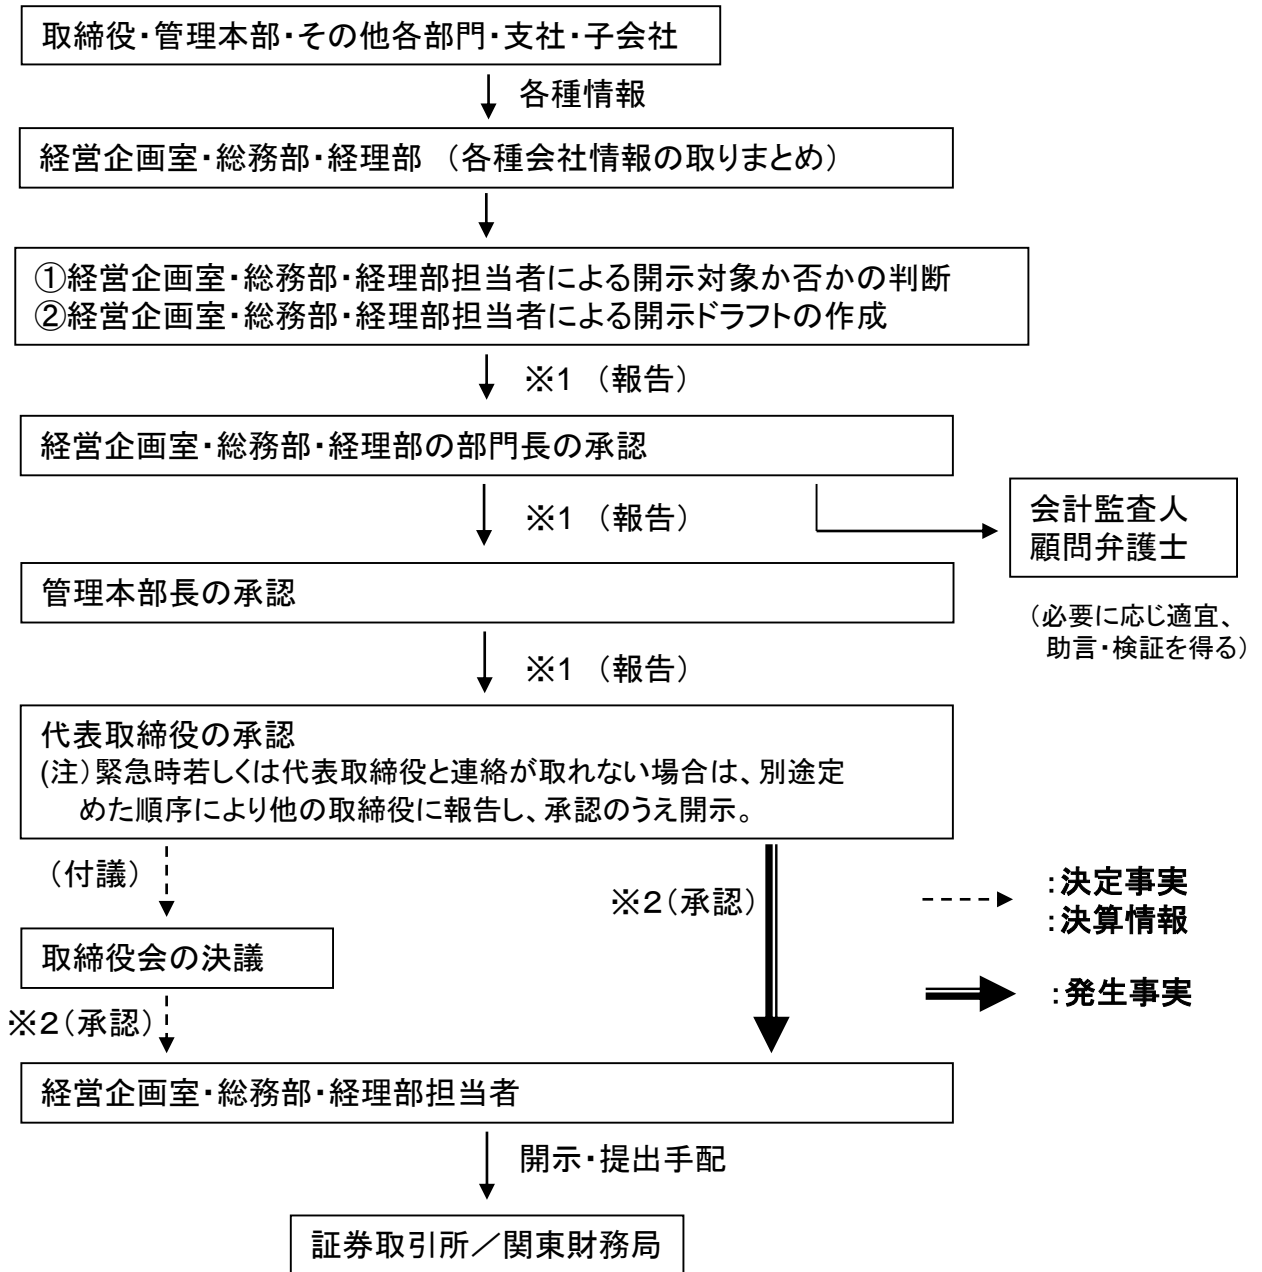 取締役・管理本部・その他各部門・支社・子会社
各種情報
経営企画室・総務部・経理部　（各種会社情報の取りまとめ）
①経営企画室・総務部・経理部担当者による開示対象か否かの判断
②経営企画室・総務部・経理部担当者による開示ドラフトの作成
※1　（報告）
経営企画室・総務部・経理部の部門長の承認
※1　（報告）
会計監査人
顧問弁護士
（必要に応じ適宜、
助言・検証を得る）
管理本部長の承認
※1　（報告）
代表取締役の承認
(注）緊急時若しくは代表取締役と連絡が取れない場合は、別途定
めた順序により他の取締役に報告し、承認のうえ開示。
（付議）
※2（承認）
：決定事実
：決算情報
取締役会の決議
：発生事実
※2（承認）
経営企画室・総務部・経理部担当者
開示・提出手配
証券取引所／関東財務局